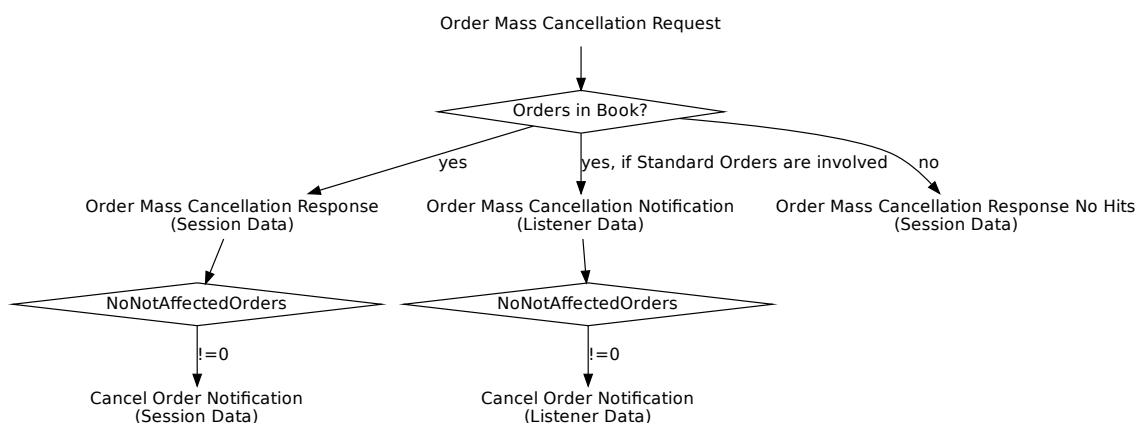 Order Mass Cancellation Request
Orders in Book?
yes
yes, if Standard Orders are involved
no
Order Mass Cancellation Response
(Session Data)
Order Mass Cancellation Notification
(Listener Data)
Order Mass Cancellation Response No Hits
(Session Data)
NoNotAffectedOrders
NoNotAffectedOrders
!=0
!=0
Cancel Order Notification
(Session Data)
Cancel Order Notification
(Listener Data)